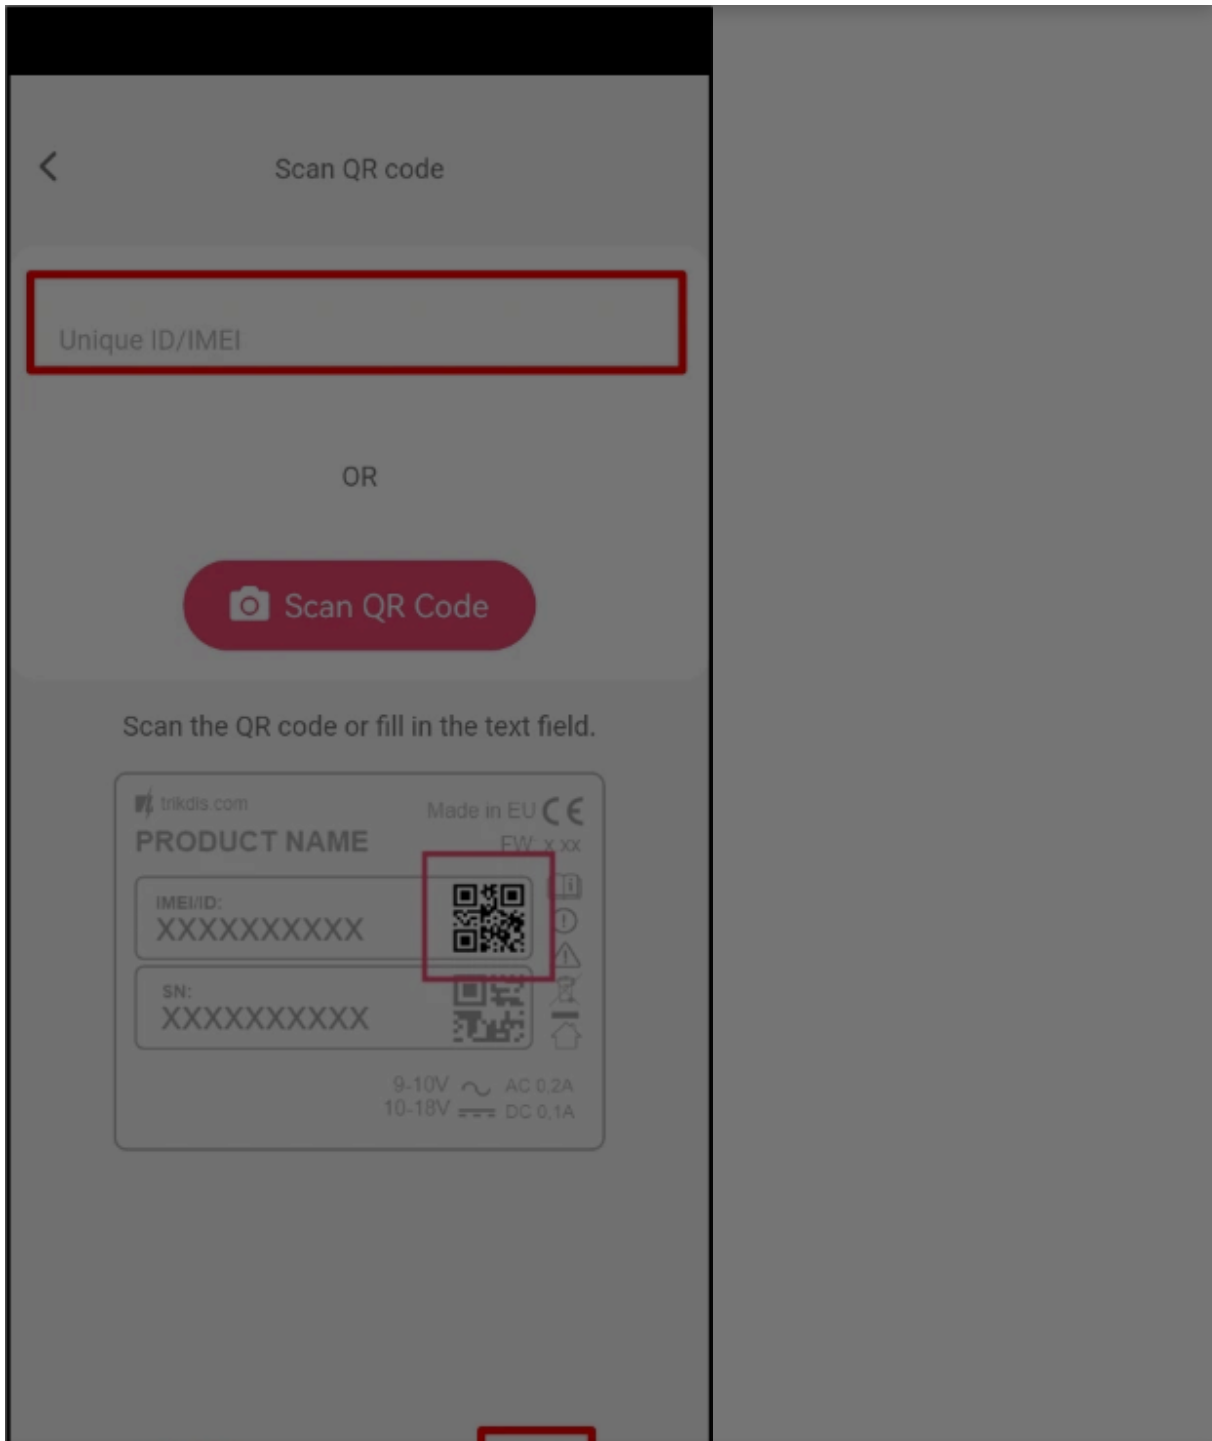 Scan QR code
Unique ID/IMEI
OR
Scan QR Code
Scan the QR code or fill in the text field.
trikdis.com
Made in EU CE
PRODUCT NAME
FW: x.xx
IMEI/ID:
XXXXXXXXXX
SN:
XXXXXXXXXX
9-10V AC 0,2A
10-18V DC 0,1A